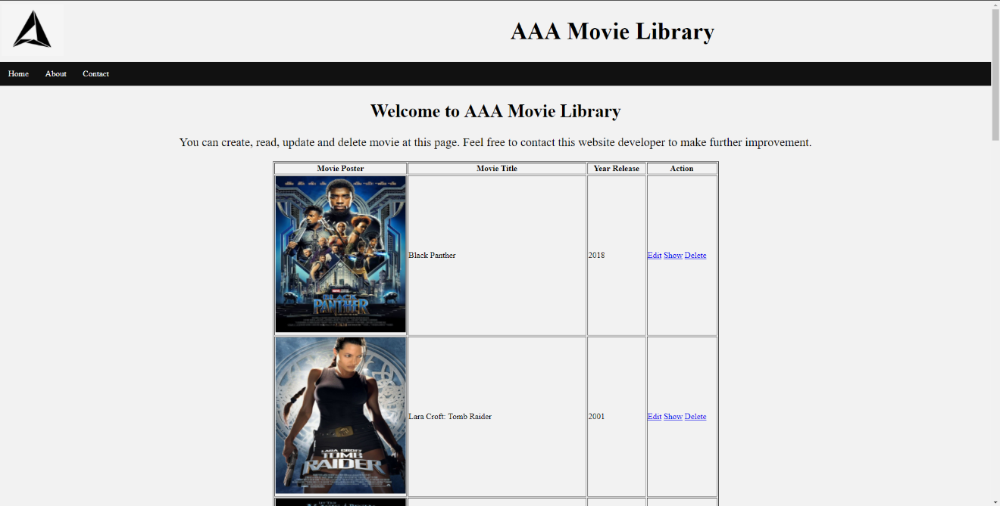 AAA Movie Library
Home About Contact
Welcome to AAA Movie Library
You can create, read, update and delete movie at this page. Feel free to contact this website developer to make further improvement.
Movie Poster Movie Title Year Release Action
BLACK
PANTHER
Black Panther 2018 Edit Show Delete
LARA CROFT
TOMB
RAIDER
Lara Croft: Tomb Raider 2001 Edit Show Delete